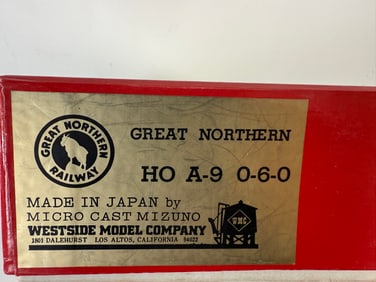 GREAT NORTHERN
RAILWAY
GREAT NORTHERN
HO A-9 0-6-0
MADE IN JAPAN by
MICRO CAST MIZUNO
WESTSIDE MODEL COMPANY
1801 DALEHURST LOS ALTOS, CALIFORNIA 94022
WMC